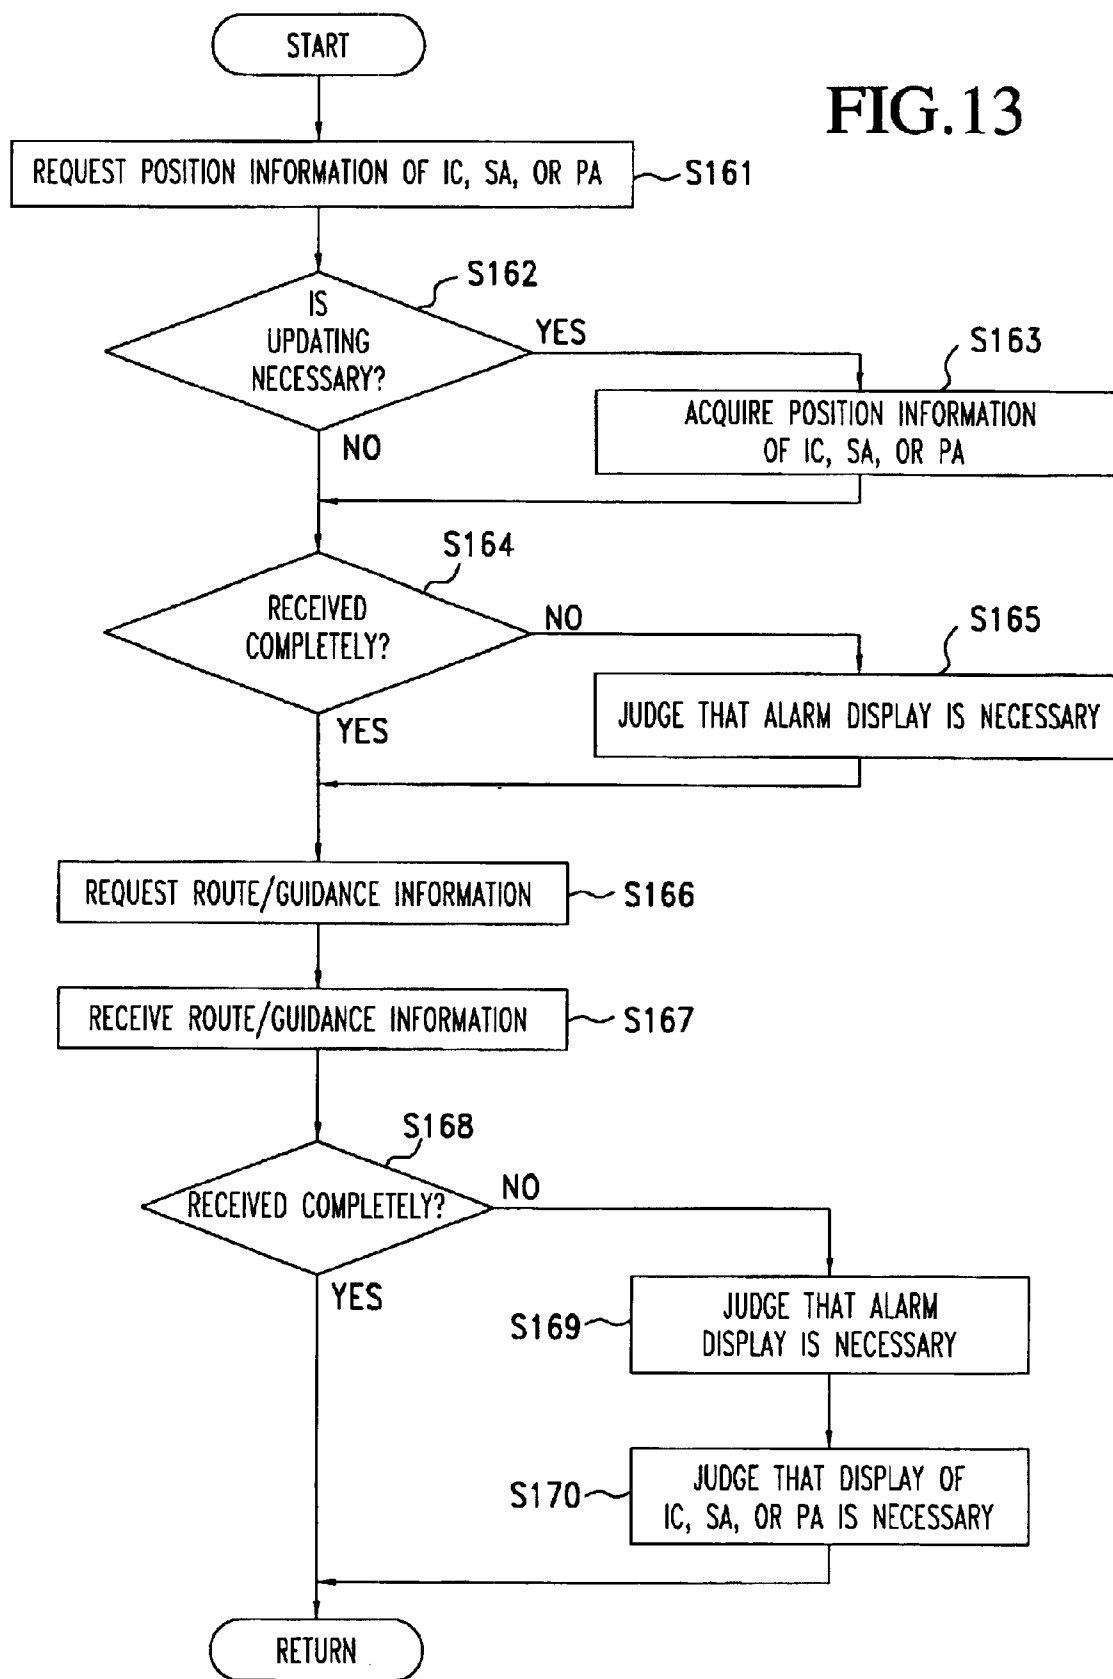 START
FIG.13
REQUEST POSITION INFORMATION OF IC, SA, OR PA
S161
S162
IS
UPDATING
NECESSARY?
YES
NO
S163
ACQUIRE POSITION INFORMATION
OF IC, SA, OR PA
S164
RECEIVED
COMPLETELY?
NO
YES
S165
JUDGE THAT ALARM DISPLAY IS NECESSARY
REQUEST ROUTE/GUIDANCE INFORMATION
S166
RECEIVE ROUTE/GUIDANCE INFORMATION
S167
S168
RECEIVED COMPLETELY?
NO
YES
S169
JUDGE THAT ALARM
DISPLAY IS NECESSARY
S170
JUDGE THAT DISPLAY OF
IC, SA, OR PA IS NECESSARY
RETURN